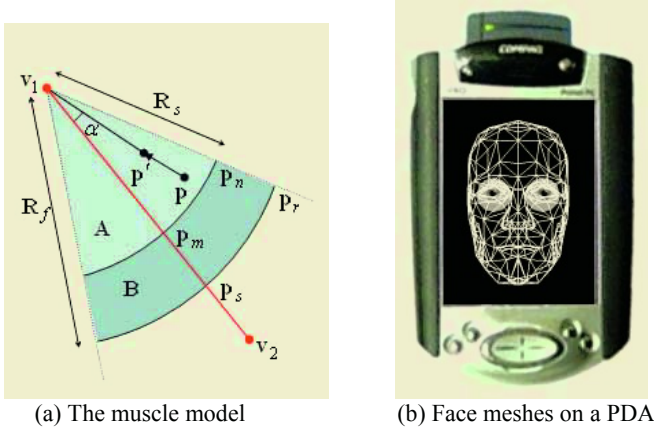 COMPAQ
v1
Rs
α
P'
P
Pn
Pr
Rf
A
Pm
B
Ps
v2
(a) The muscle model
(b) Face meshes on a PDA